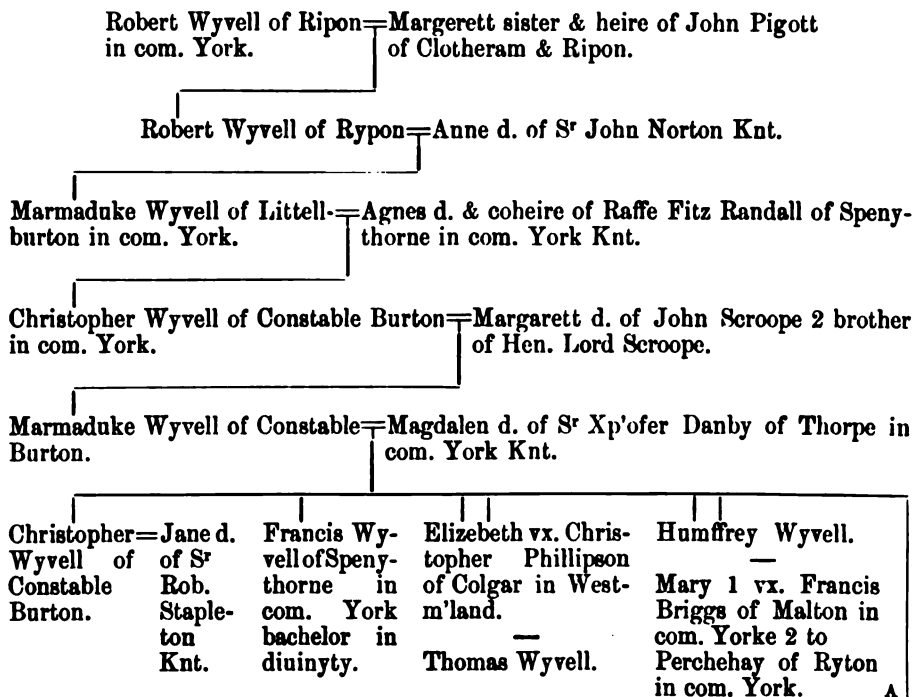 Robert Wyvell of Ripon=Margerett sister & heire of John Pigott
in com. York. of Clotheram & Ripon.
Robert Wyvell of Rypon=Anne d. of Sʳ John Norton Knt.
Marmaduke Wyvell of Littell-=Agnes d. & coheire of Raffe Fitz Randall of Speny-
burton in com. York. thorne in com. York Knt.
Christopher Wyvell of Constable Burton=Margarett d. of John Scroope 2 brother
in com. York. of Hen. Lord Scroope.
Marmaduke Wyvell of Constable=Magdalen d. of Sʳ Xp'ofer Danby of Thorpe in
Burton. com. York Knt.
Christopher=
Wyvell of
Constable
Burton.
Jane d.
of Sʳ
Rob.
Staple-
ton
Knt.
Francis Wy-
vell of Speny-
thorne in
com. York
bachelor in
diuinyty.
Elizebeth vx. Chris-
topher Phillipson
of Colgar in West-
m'land.
—
Thomas Wyvell.
Humffrey Wyvell.
—
Mary 1 vx. Francis
Briggs of Malton in
com. Yorke 2 to
Perchehay of Ryton
in com. York.
A